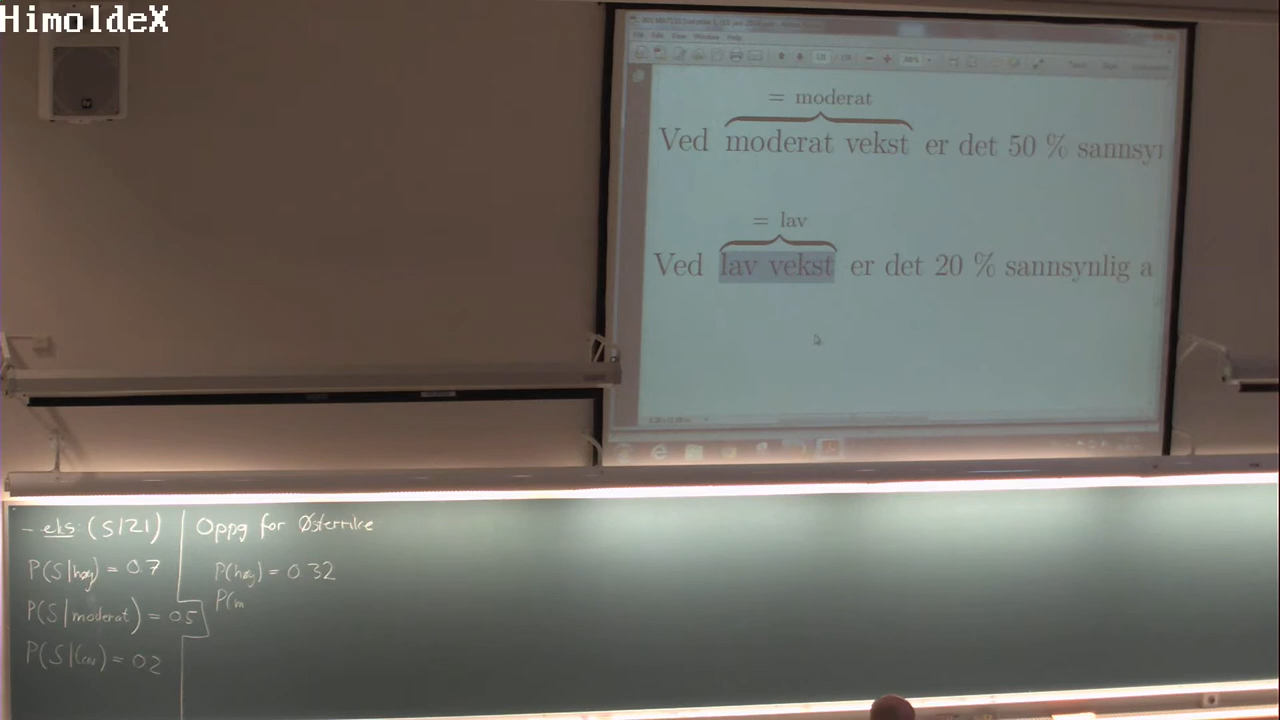 HimoldeX
= moderat
Ved moderat vekst er det 50 % sannsyn
= lav
Ved lav vekst er det 20 % sannsynlig a
- eks: (S121)
P(S|høy) = 0.7
P(S|moderat) = 0.5
P(S|lav) = 0.2
Oppg for Østerrike
P(høy) = 0.32
P(m